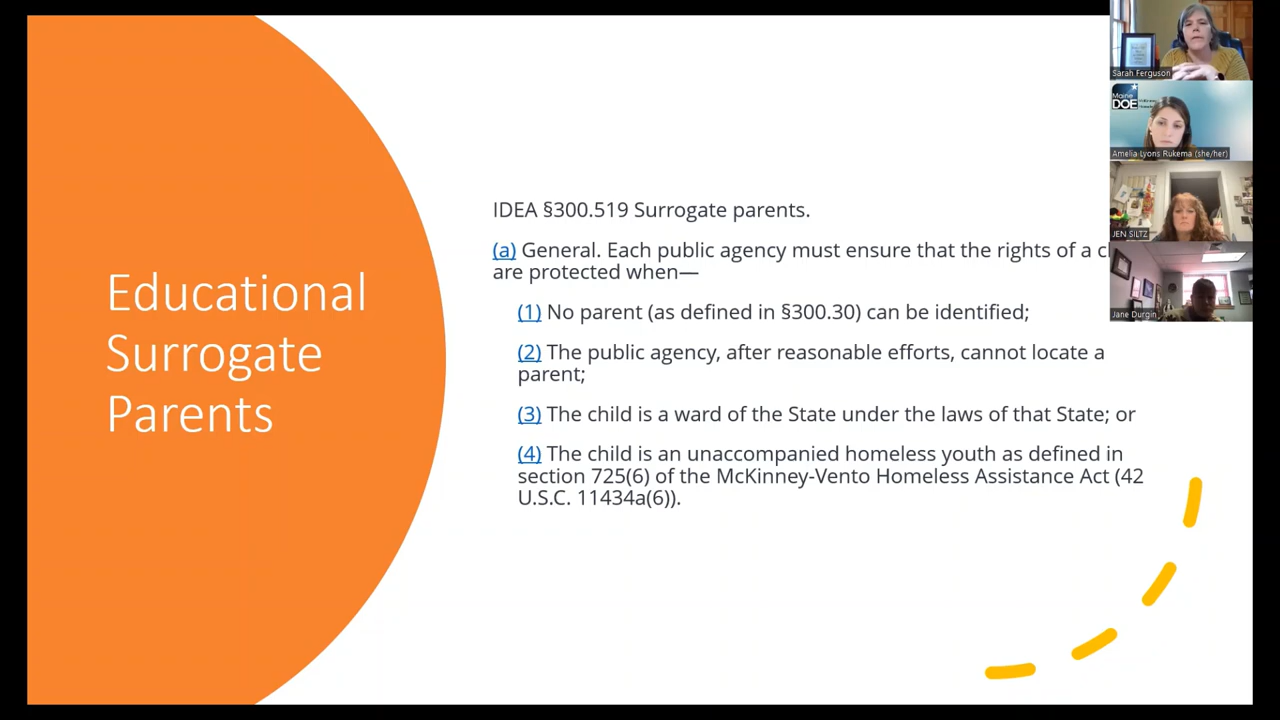 Educational
Surrogate
Parents
IDEA §300.519 Surrogate parents.
(a) General. Each public agency must ensure that the rights of a
are protected when—
(1) No parent (as defined in §300.30) can be identified;
(2) The public agency, after reasonable efforts, cannot locate a
parent;
(3) The child is a ward of the State under the laws of that State; or
(4) The child is an unaccompanied homeless youth as defined in
section 725(6) of the McKinney-Vento Homeless Assistance Act (42
U.S.C. 11434a(6)).
Sarah Ferguson
Maine
DOE
Amelia Lyons Rukema (she/her)
JEN SILTZ
Jane Durgin